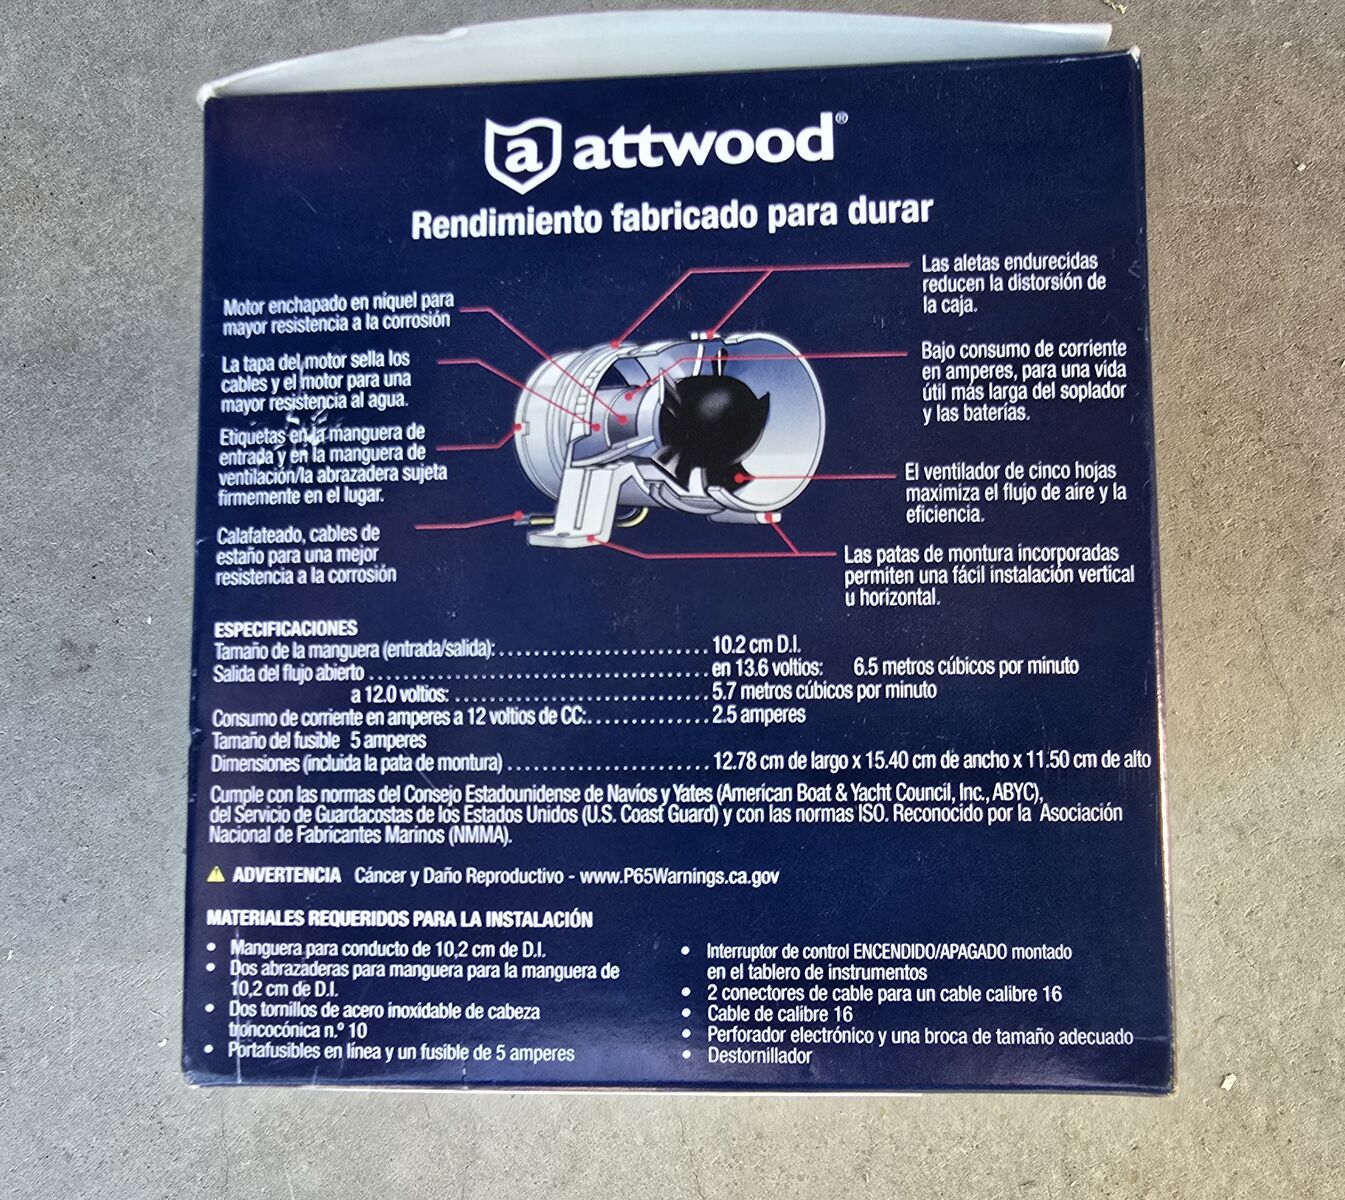 a attwood®
Rendimiento fabricado para durar
Motor enchapado en níquel para
mayor resistencia a la corrosión
La tapa del motor sella los
cables y el motor para una
mayor resistencia al agua.
Etiquetas en la manguera de
entrada y en la manguera de
ventilación/la abrazadera sujeta
firmemente en el lugar.
Calafateado, cables de
estaño para una mejor
resistencia a la corrosión
Las aletas endurecidas
reducen la distorsión de
la caja.
Bajo consumo de corriente
en amperes, para una vida
útil más larga del soplador
y las baterías.
El ventilador de cinco hojas
maximiza el flujo de aire y la
eficiencia.
Las patas de montura incorporadas
permiten una fácil instalación vertical
u horizontal.
ESPECIFICACIONES
Tamaño de la manguera (entrada/salida): ........................ 10.2 cm D.I.
Salida del flujo abierto ........................ en 13.6 voltios: 6.5 metros cúbicos por minuto
a 12.0 voltios: ........................ 5.7 metros cúbicos por minuto
Consumo de corriente en amperes a 12 voltios de CC:.............. 2.5 amperes
Tamaño del fusible 5 amperes
Dimensiones (incluida la pata de montura) ........................ 12.78 cm de largo x 15.40 cm de ancho x 11.50 cm de alto
Cumple con las normas del Consejo Estadounidense de Navíos y Yates (American Boat & Yacht Council, Inc., ABYC),
del Servicio de Guardacostas de los Estados Unidos (U.S. Coast Guard) y con las normas ISO. Reconocido por la Asociación
Nacional de Fabricantes Marinos (NMMA).
ADVERTENCIA Cáncer y Daño Reproductivo - www.P65Warnings.ca.gov
MATERIALES REQUERIDOS PARA LA INSTALACIÓN
• Manguera para conducto de 10,2 cm de D.I.
• Dos abrazaderas para manguera para la manguera de
10,2 cm de D.I.
• Dos tornillos de acero inoxidable de cabeza
troncocónica n.º 10
• Portafusibles en línea y un fusible de 5 amperes
• Interruptor de control ENCENDIDO/APAGADO montado
en el tablero de instrumentos
• 2 conectores de cable para un cable calibre 16
• Cable de calibre 16
• Perforador electrónico y una broca de tamaño adecuado
• Destornillador